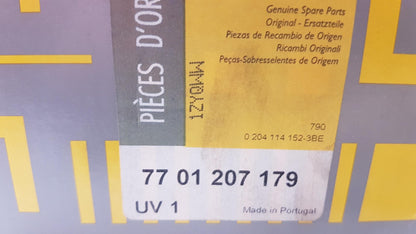 PIÈCES D'OR
Genuine Spare Parts
Original - Ersatzteile
Piezas de Recambio de Origen
Ricambi Originali
Peças-Sobresselentes de Origem
1ZYQWW
790
0 204 114 152-3BE
77 01 207 179
UV 1
Made in Portugal